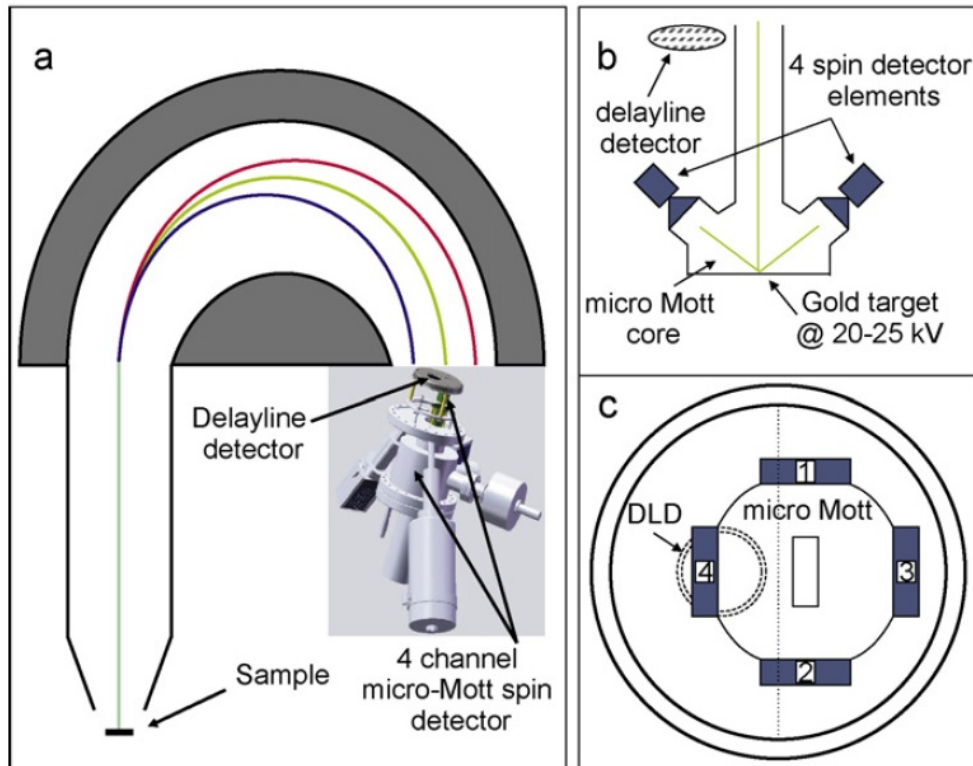 a
Delayline
detector
Sample
4 channel
micro-Mott spin
detector
b
4 spin detector
elements
delayline
detector
micro Mott
core
Gold target
@ 20-25 kV
c
1
micro Mott
DLD
4
3
2